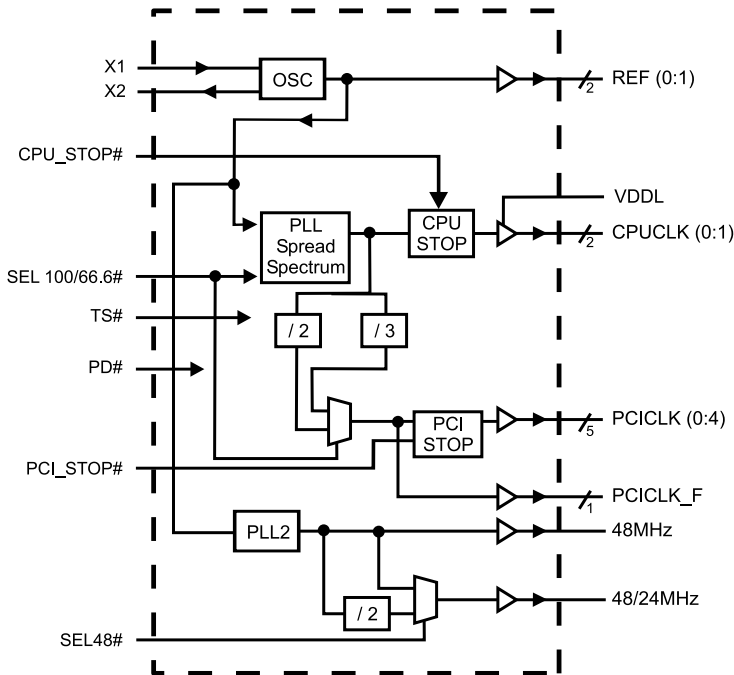 X1
OSC
REF (0:1)
X2
2
CPU_STOP#
VDDL
PLL
Spread
Spectrum
CPU
STOP
CPUCLK (0:1)
2
SEL 100/66.6#
TS#
/ 2
/ 3
PD#
PCI
STOP
PCICLK (0:4)
5
PCI_STOP#
PCICLK_F
1
PLL2
48MHz
/ 2
48/24MHz
SEL48#